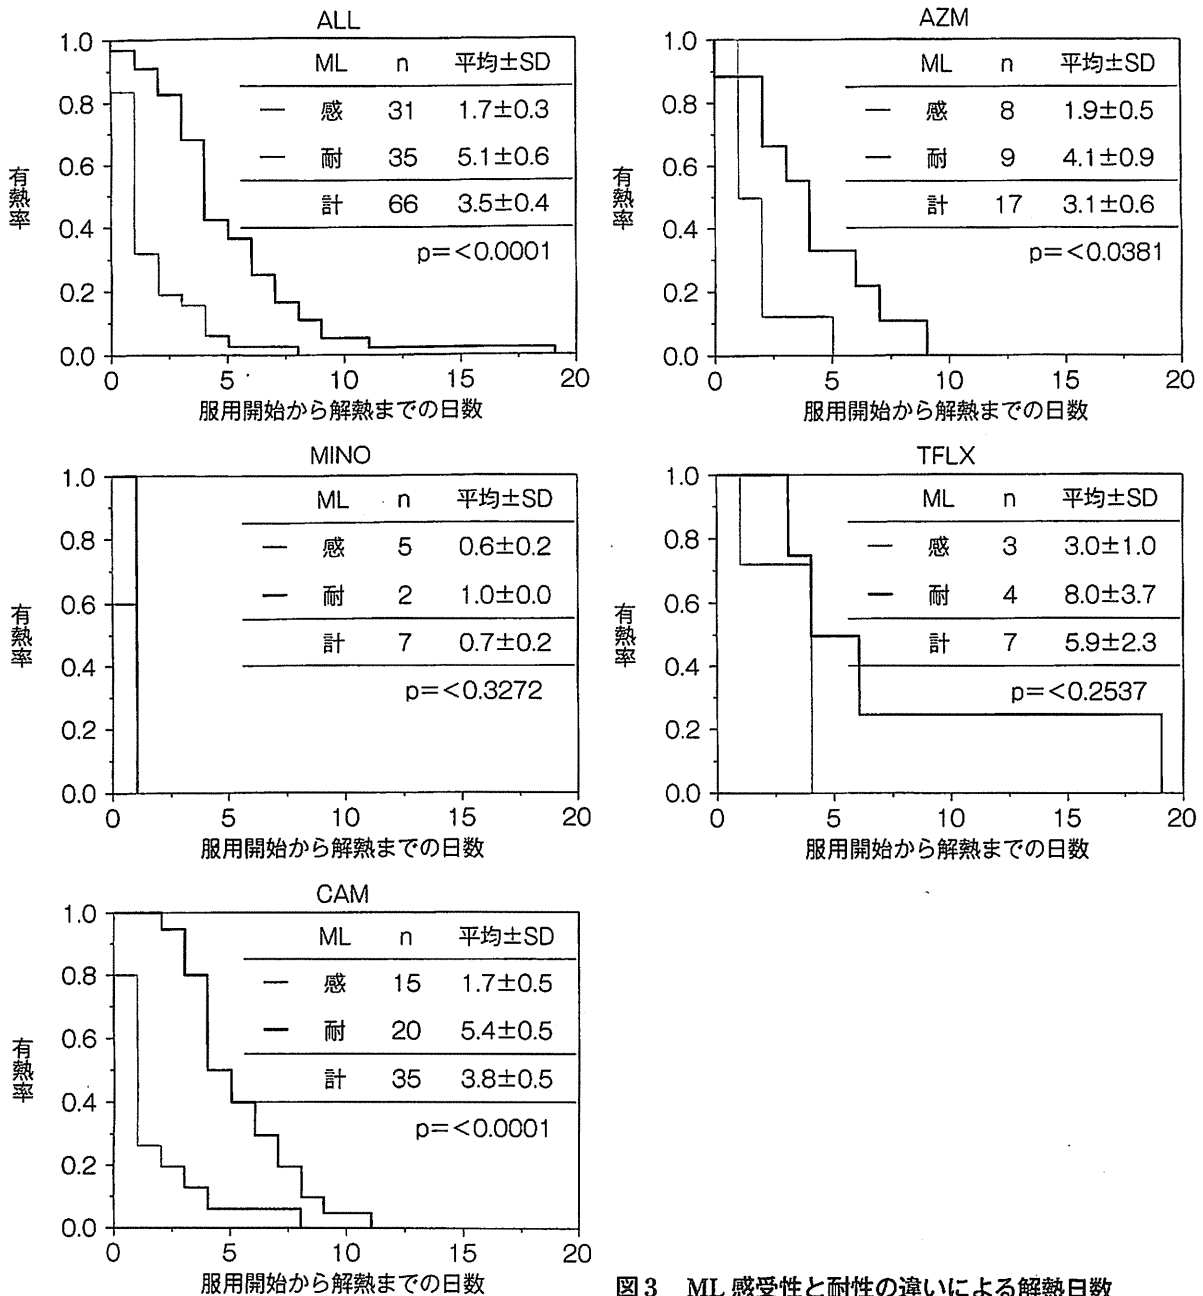 ALL
ML n 平均±SD
感 31 1.7±0.3
耐 35 5.1±0.6
計 66 3.5±0.4
p=<0.0001
有熱率
1.0
0.8
0.6
0.4
0.2
0.0
0 5 10 15 20
服用開始から解熱までの日数
AZM
ML n 平均±SD
感 8 1.9±0.5
耐 9 4.1±0.9
計 17 3.1±0.6
p=<0.0381
有熱率
1.0
0.8
0.6
0.4
0.2
0.0
0 5 10 15 20
服用開始から解熱までの日数
MINO
ML n 平均±SD
感 5 0.6±0.2
耐 2 1.0±0.0
計 7 0.7±0.2
p=<0.3272
有熱率
1.0
0.8
0.6
0.4
0.2
0.0
0 5 10 15 20
服用開始から解熱までの日数
TFLX
ML n 平均±SD
感 3 3.0±1.0
耐 4 8.0±3.7
計 7 5.9±2.3
p=<0.2537
有熱率
1.0
0.8
0.6
0.4
0.2
0.0
0 5 10 15 20
服用開始から解熱までの日数
CAM
ML n 平均±SD
感 15 1.7±0.5
耐 20 5.4±0.5
計 35 3.8±0.5
p=<0.0001
有熱率
1.0
0.8
0.6
0.4
0.2
0.0
0 5 10 15 20
服用開始から解熱までの日数
図3 ML 感受性と耐性の違いによる解熱日数